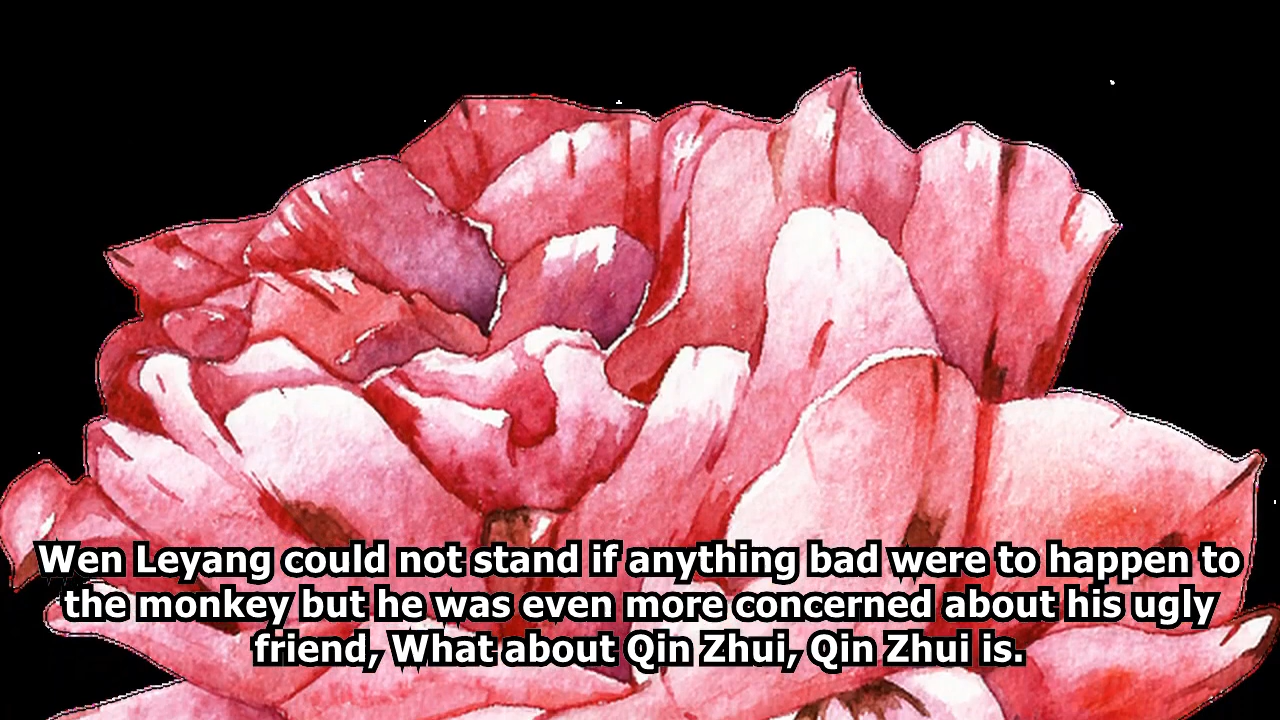 Wen Leyang could not stand if anything bad were to happen to
the monkey but he was even more concerned about his ugly
friend, What about Qin Zhui, Qin Zhui is.